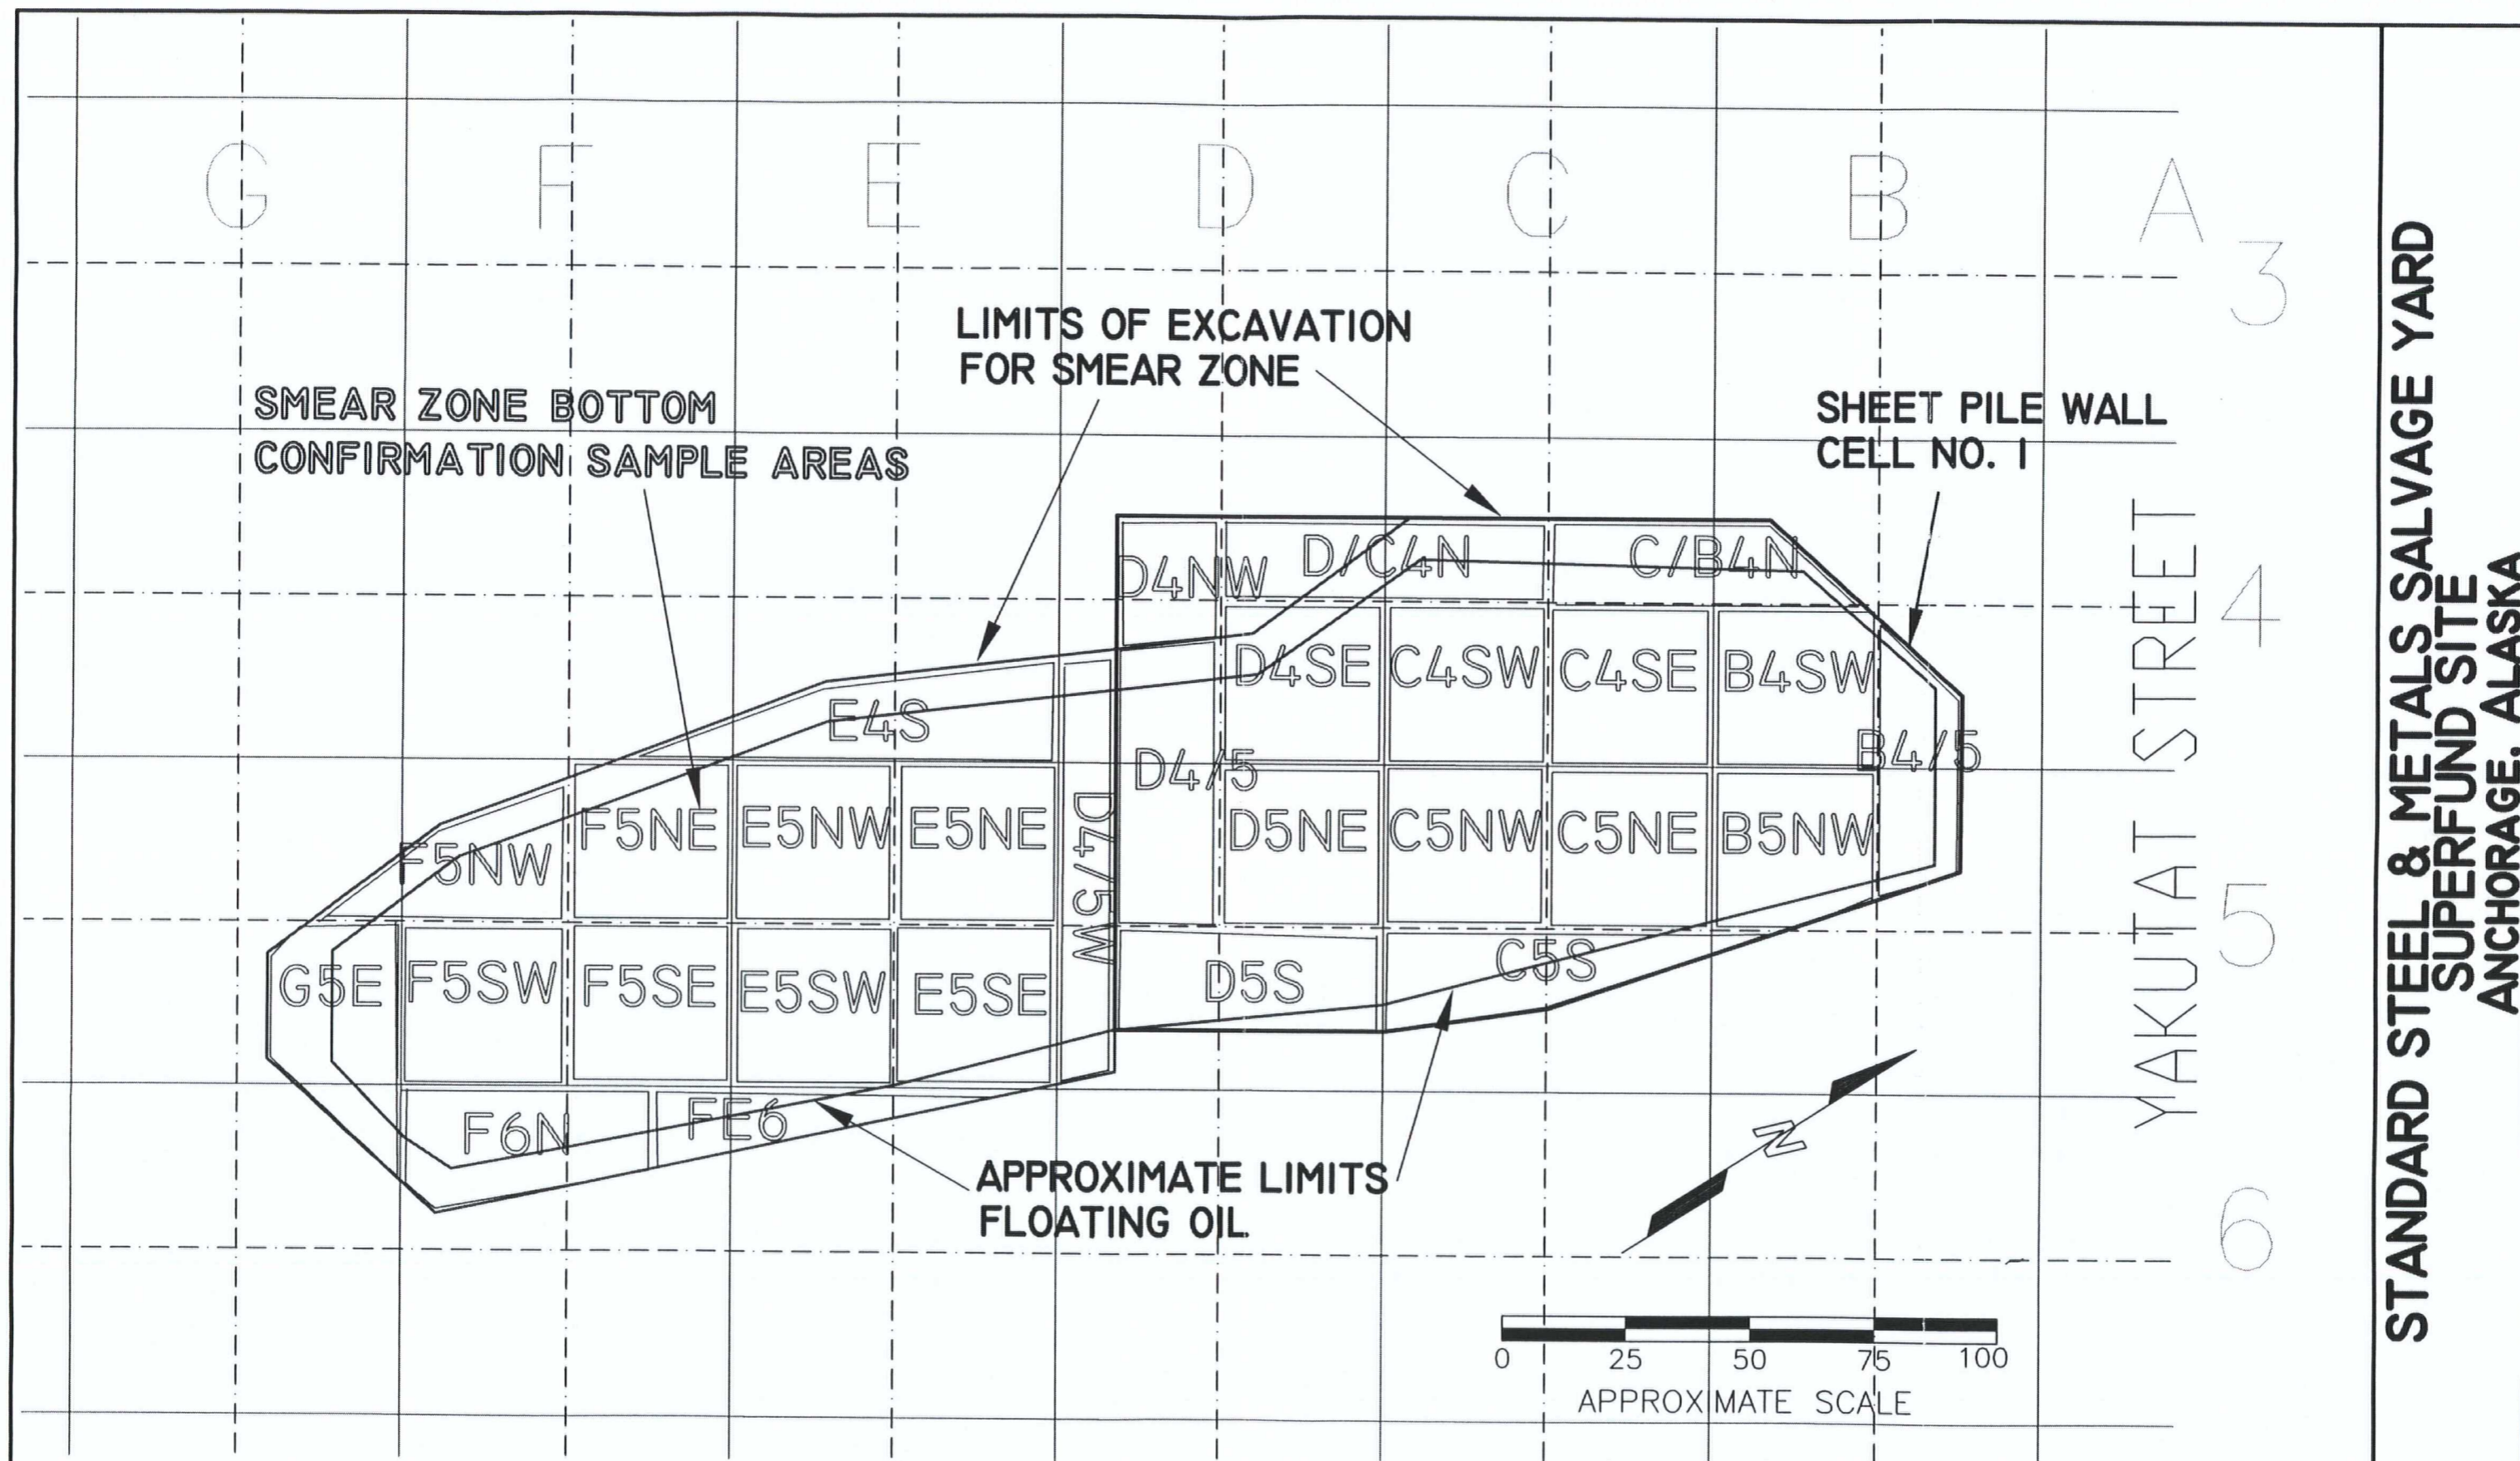 G F E D C B A
3
LIMITS OF EXCAVATION
FOR SMEAR ZONE
SMEAR ZONE BOTTOM
CONFIRMATION SAMPLE AREAS
SHEET PILE WALL
CELL NO. 1
D4NW D/C4N C/B4N
4
D4SE C4SW C4SE B4SW
E4S
D4/5 B4/5
F5NW F5NE E5NW E5NE D4/5W D5NE C5NW C5NE B5NW
5
G5E F5SW F5SE E5SW E5SE D5S C5S
F6N FE6
6
APPROXIMATE LIMITS
FLOATING OIL
N
0 25 50 75 100
APPROXIMATE SCALE
YAKUTAT STREET
STANDARD STEEL & METALS SALVAGE YARD
SUPERFUND SITE
ANCHORAGE, ALASKA